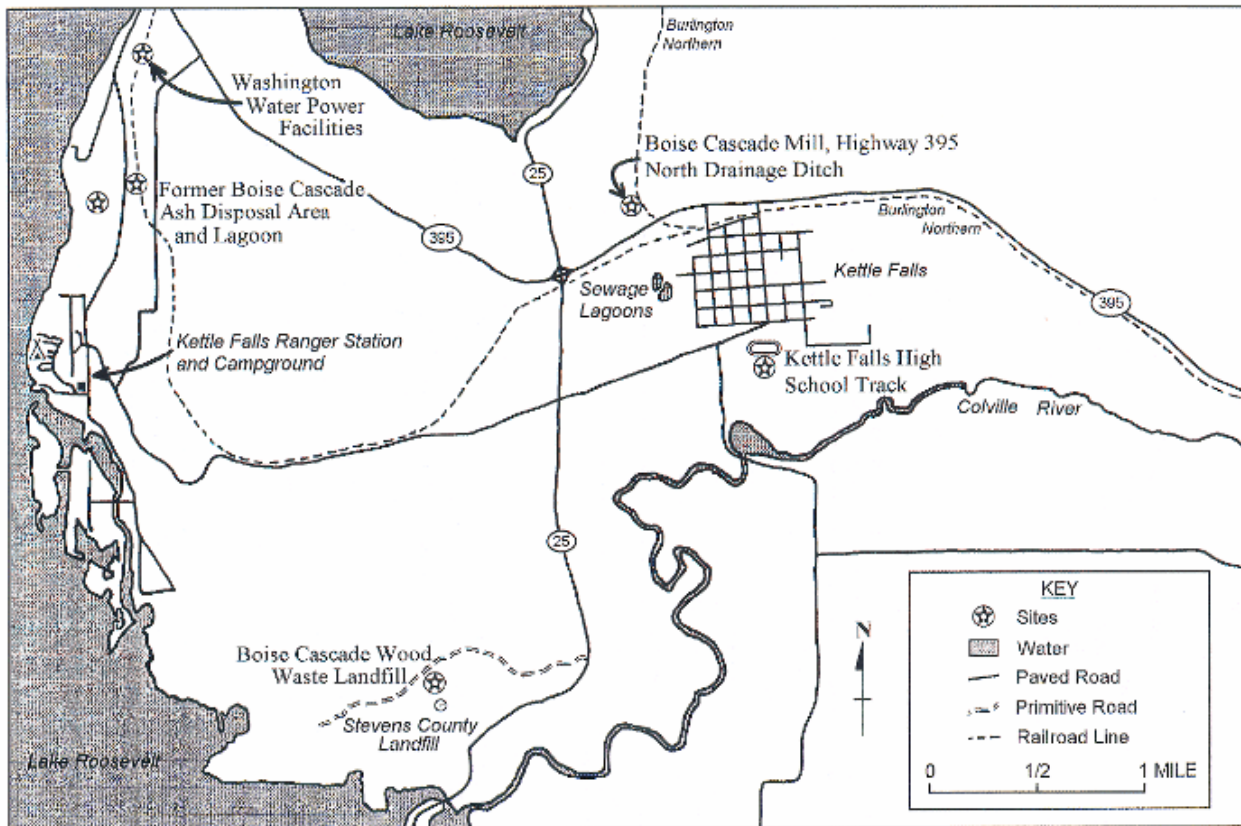 Lake Roosevelt
Burlington
Northern
Washington
Water Power
Facilities
Boise Cascade Mill, Highway 395
North Drainage Ditch
25
Former Boise Cascade
Ash Disposal Area
and Lagoon
395
Burlington
Northern
Kettle Falls
Sewage
Lagoons
395
Kettle Falls Ranger Station
and Campground
Kettle Falls High
School Track
Colville River
25
KEY
Sites
Water
Paved Road
Primitive Road
Railroad Line
0 1/2 1 MILE
N
Boise Cascade Wood
Waste Landfill
Stevens County
Landfill
Lake Roosevelt